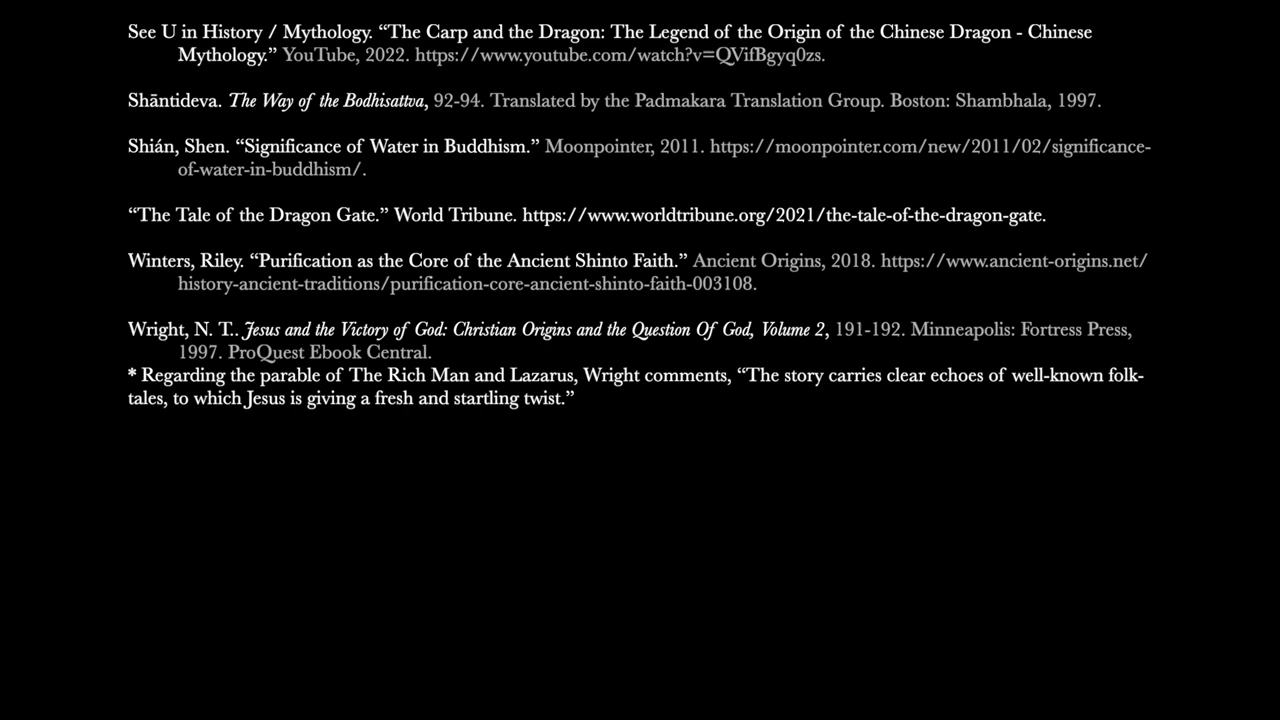 See U in History / Mythology. “The Carp and the Dragon: The Legend of the Origin of the Chinese Dragon - Chinese
Mythology.” YouTube, 2022. https://www.youtube.com/watch?v=QVifBgyq0zs.
Shāntideva. The Way of the Bodhisattva, 92-94. Translated by the Padmakara Translation Group. Boston: Shambhala, 1997.
Shián, Shen. “Significance of Water in Buddhism.” Moonpointer, 2011. https://moonpointer.com/new/2011/02/significance-
of-water-in-buddhism/.
“The Tale of the Dragon Gate.” World Tribune. https://www.worldtribune.org/2021/the-tale-of-the-dragon-gate.
Winters, Riley. “Purification as the Core of the Ancient Shinto Faith.” Ancient Origins, 2018. https://www.ancient-origins.net/
history-ancient-traditions/purification-core-ancient-shinto-faith-003108.
Wright, N. T.. Jesus and the Victory of God: Christian Origins and the Question Of God, Volume 2, 191-192. Minneapolis: Fortress Press,
1997. ProQuest Ebook Central.
* Regarding the parable of The Rich Man and Lazarus, Wright comments, “The story carries clear echoes of well-known folk-
tales, to which Jesus is giving a fresh and startling twist.”